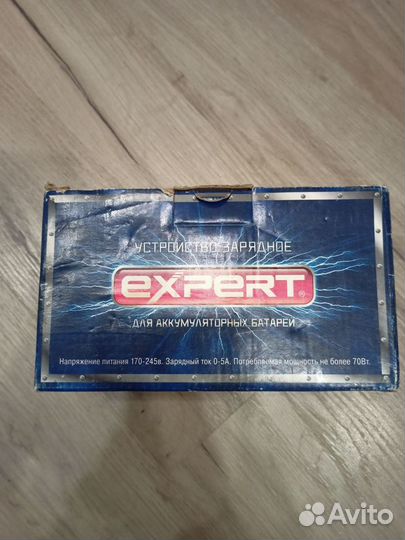 УСТРОЙСТВО ЗАРЯДНОЕ
eXPERT®
ДЛЯ АККУМУЛЯТОРНЫХ БАТАРЕЙ
Напряжение питания 170-245в. Зарядный ток 0-5А. Потребляемая мощность не более 70Вт.
Avito